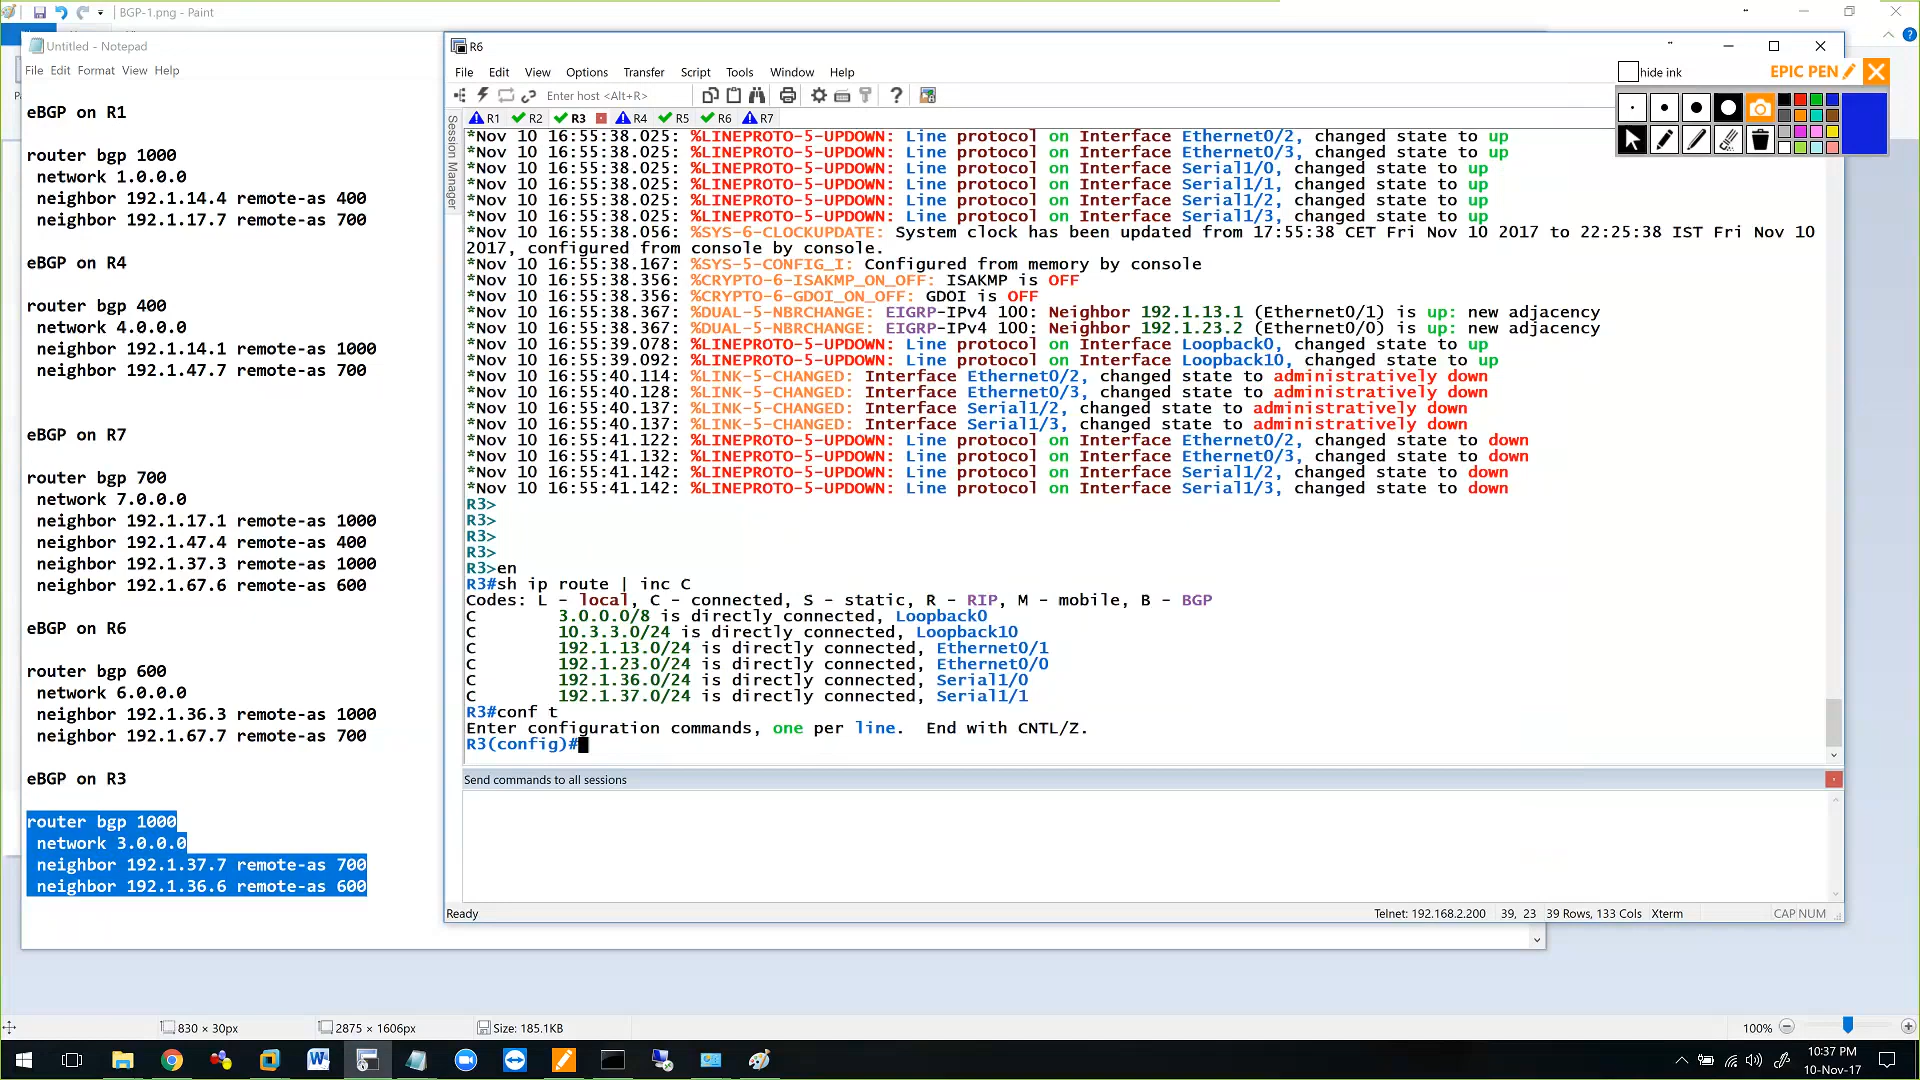 BGP-1.png - Paint
Untitled - Notepad
File Edit Format View Help
eBGP on R1
router bgp 1000
network 1.0.0.0
neighbor 192.1.14.4 remote-as 400
neighbor 192.1.17.7 remote-as 700
eBGP on R4
router bgp 400
network 4.0.0.0
neighbor 192.1.14.1 remote-as 1000
neighbor 192.1.47.7 remote-as 700
eBGP on R7
router bgp 700
network 7.0.0.0
neighbor 192.1.17.1 remote-as 1000
neighbor 192.1.47.4 remote-as 400
neighbor 192.1.37.3 remote-as 1000
neighbor 192.1.67.6 remote-as 600
eBGP on R6
router bgp 600
network 6.0.0.0
neighbor 192.1.36.3 remote-as 1000
neighbor 192.1.67.7 remote-as 700
eBGP on R3
router bgp 1000
network 3.0.0.0
neighbor 192.1.37.7 remote-as 700
neighbor 192.1.36.6 remote-as 600
R6
File Edit View Options Transfer Script Tools Window Help
Enter host <Alt+R>
hide ink EPIC PEN
Session Manager
R1 R2 R3 R4 R5 R6 R7
*Nov 10 16:55:38.025: %LINEPROTO-5-UPDOWN: Line protocol on Interface Ethernet0/2, changed state to up
*Nov 10 16:55:38.025: %LINEPROTO-5-UPDOWN: Line protocol on Interface Ethernet0/3, changed state to up
*Nov 10 16:55:38.025: %LINEPROTO-5-UPDOWN: Line protocol on Interface Serial1/0, changed state to up
*Nov 10 16:55:38.025: %LINEPROTO-5-UPDOWN: Line protocol on Interface Serial1/1, changed state to up
*Nov 10 16:55:38.025: %LINEPROTO-5-UPDOWN: Line protocol on Interface Serial1/2, changed state to up
*Nov 10 16:55:38.025: %LINEPROTO-5-UPDOWN: Line protocol on Interface Serial1/3, changed state to up
*Nov 10 16:55:38.056: %SYS-6-CLOCKUPDATE: System clock has been updated from 17:55:38 CET Fri Nov 10 2017 to 22:25:38 IST Fri Nov 10
2017, configured from console by console.
*Nov 10 16:55:38.167: %SYS-5-CONFIG_I: Configured from memory by console
*Nov 10 16:55:38.356: %CRYPTO-6-ISAKMP_ON_OFF: ISAKMP is OFF
*Nov 10 16:55:38.356: %CRYPTO-6-GDOI_ON_OFF: GDOI is OFF
*Nov 10 16:55:38.367: %DUAL-5-NBRCHANGE: EIGRP-IPv4 100: Neighbor 192.1.13.1 (Ethernet0/1) is up: new adjacency
*Nov 10 16:55:38.367: %DUAL-5-NBRCHANGE: EIGRP-IPv4 100: Neighbor 192.1.23.2 (Ethernet0/0) is up: new adjacency
*Nov 10 16:55:39.078: %LINEPROTO-5-UPDOWN: Line protocol on Interface Loopback0, changed state to up
*Nov 10 16:55:39.092: %LINEPROTO-5-UPDOWN: Line protocol on Interface Loopback10, changed state to up
*Nov 10 16:55:40.114: %LINK-5-CHANGED: Interface Ethernet0/2, changed state to administratively down
*Nov 10 16:55:40.128: %LINK-5-CHANGED: Interface Ethernet0/3, changed state to administratively down
*Nov 10 16:55:40.137: %LINK-5-CHANGED: Interface Serial1/2, changed state to administratively down
*Nov 10 16:55:40.137: %LINK-5-CHANGED: Interface Serial1/3, changed state to administratively down
*Nov 10 16:55:41.122: %LINEPROTO-5-UPDOWN: Line protocol on Interface Ethernet0/2, changed state to down
*Nov 10 16:55:41.132: %LINEPROTO-5-UPDOWN: Line protocol on Interface Ethernet0/3, changed state to down
*Nov 10 16:55:41.142: %LINEPROTO-5-UPDOWN: Line protocol on Interface Serial1/2, changed state to down
*Nov 10 16:55:41.142: %LINEPROTO-5-UPDOWN: Line protocol on Interface Serial1/3, changed state to down
R3>
R3>
R3>
R3>
R3>en
R3#sh ip route | inc C
Codes: L - local, C - connected, S - static, R - RIP, M - mobile, B - BGP
C 3.0.0.0/8 is directly connected, Loopback0
C 10.3.3.0/24 is directly connected, Loopback10
C 192.1.13.0/24 is directly connected, Ethernet0/1
C 192.1.23.0/24 is directly connected, Ethernet0/0
C 192.1.36.0/24 is directly connected, Serial1/0
C 192.1.37.0/24 is directly connected, Serial1/1
R3#conf t
Enter configuration commands, one per line. End with CNTL/Z.
R3(config)#
Send commands to all sessions
Ready Telnet: 192.168.2.200 39, 23 39 Rows, 133 Cols Xterm CAP NUM
830 × 30px 2875 × 1606px Size: 185.1KB 100%
10:37 PM
10-Nov-17